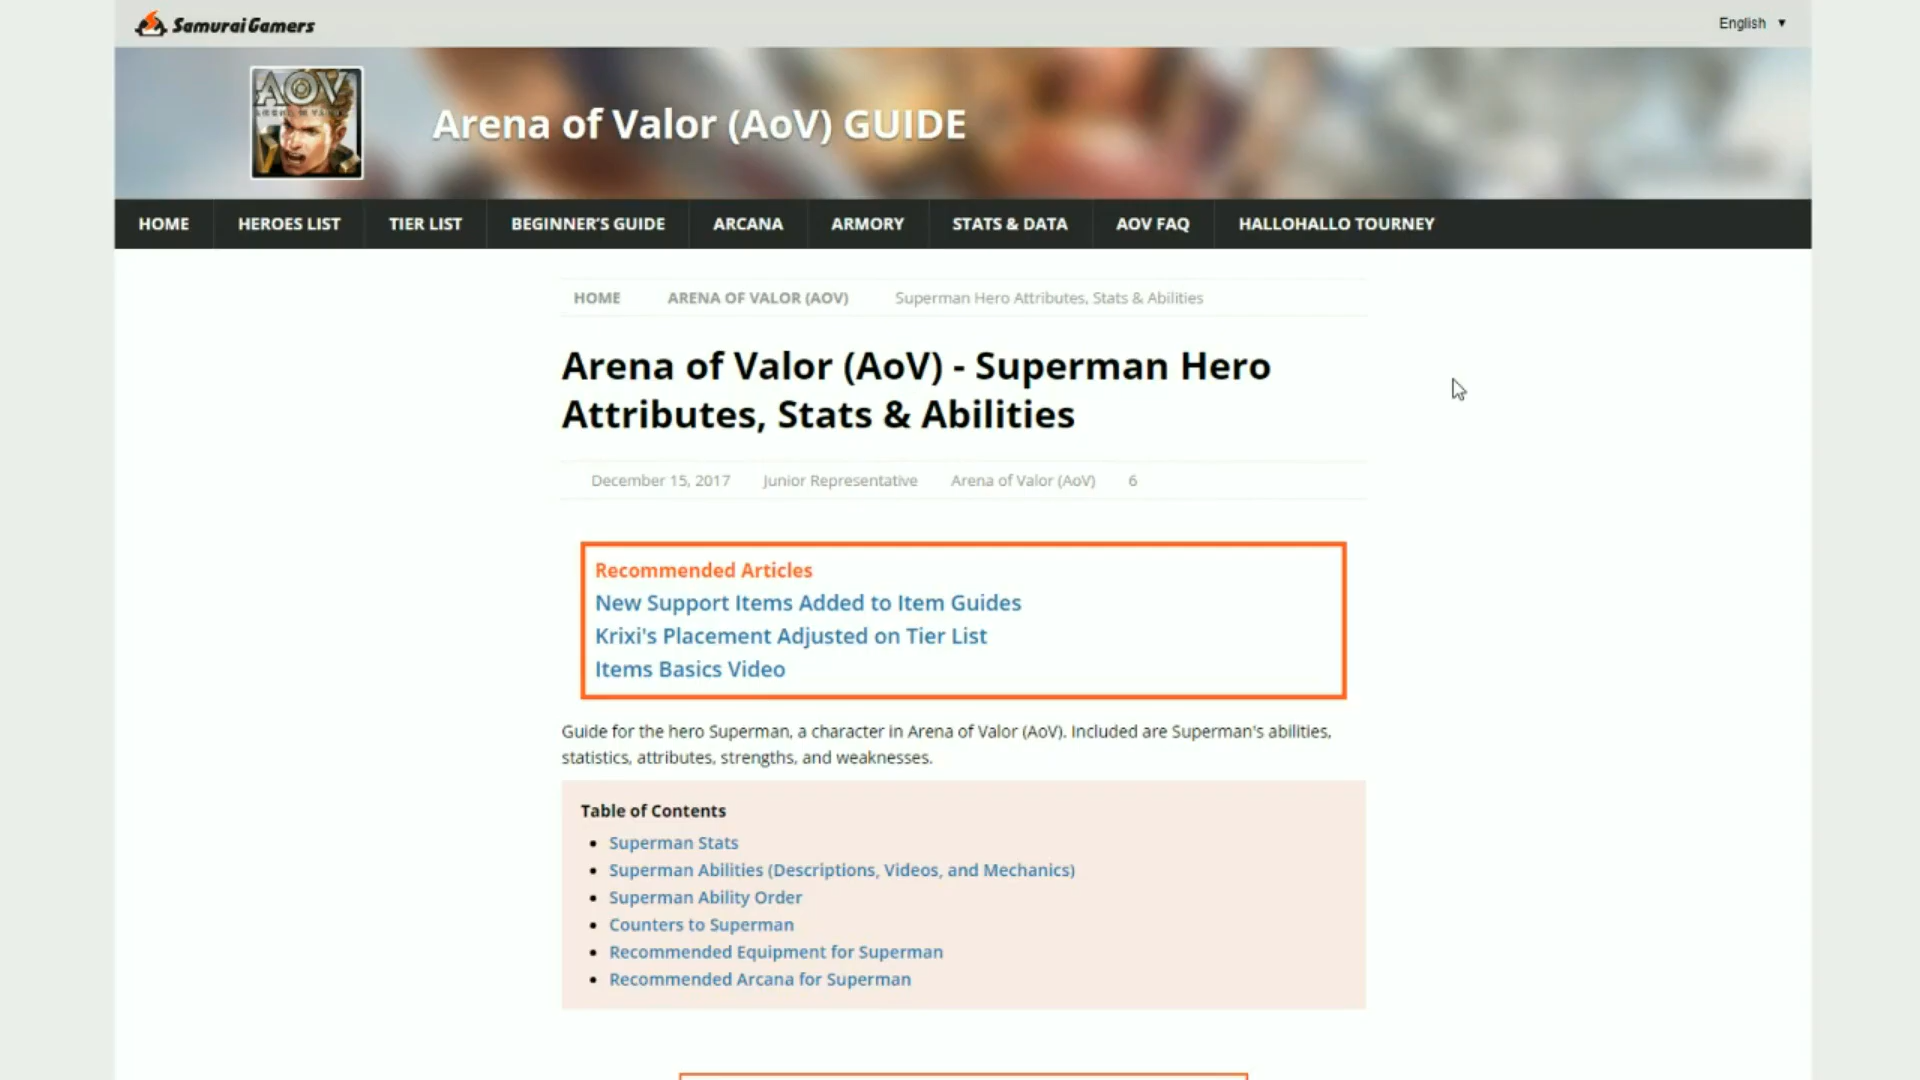 Samurai Gamers
English ▼
AOV
Arena of Valor (AoV) GUIDE
HOME HEROES LIST TIER LIST BEGINNER'S GUIDE ARCANA ARMORY STATS & DATA AOV FAQ HALLOHALLO TOURNEY
HOME ARENA OF VALOR (AOV) Superman Hero Attributes, Stats & Abilities
Arena of Valor (AoV) - Superman Hero
Attributes, Stats & Abilities
December 15, 2017 Junior Representative Arena of Valor (AoV) 6
Recommended Articles
New Support Items Added to Item Guides
Krixi's Placement Adjusted on Tier List
Items Basics Video
Guide for the hero Superman, a character in Arena of Valor (AoV). Included are Superman's abilities,
statistics, attributes, strengths, and weaknesses.
Table of Contents
• Superman Stats
• Superman Abilities (Descriptions, Videos, and Mechanics)
• Superman Ability Order
• Counters to Superman
• Recommended Equipment for Superman
• Recommended Arcana for Superman